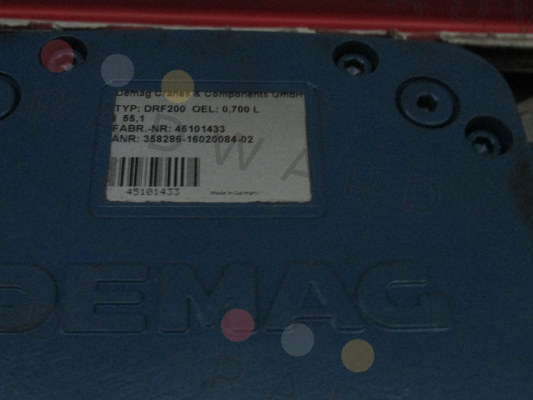 Demag Cranes & Components GmbH
TYP: DRF200 OEL: 0,700 L
I 55,1
FABR.-NR: 45101433
ANR: 358286-16020084-02
45101433
Made in Germany
DEMAG